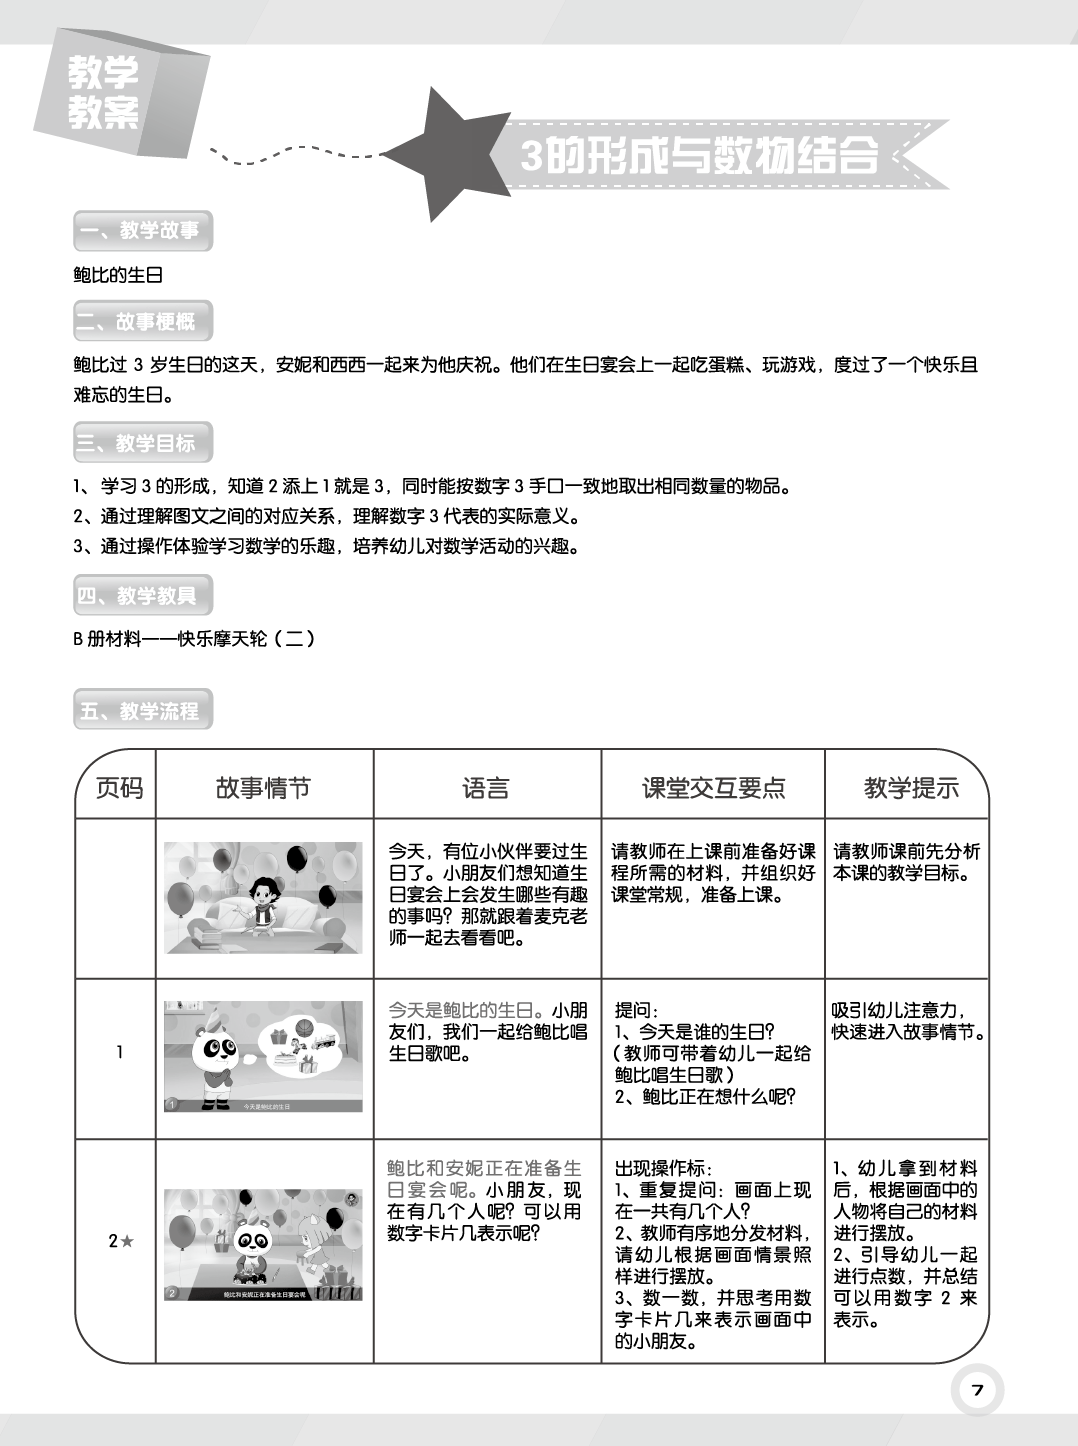 教学
教案
3的形成与数物结合
一、教学故事
鲍比的生日
二、故事梗概
鲍比过 3 岁生日的这天，安妮和西西一起来为他庆祝。他们在生日宴会上一起吃蛋糕、玩游戏，度过了一个快乐且
难忘的生日。
三、教学目标
1、 学习 3 的形成，知道 2 添上 1 就是 3，同时能按数字 3 手口一致地取出相同数量的物品。
2、通过理解图文之间的对应关系，理解数字 3 代表的实际意义。
3、通过操作体验学习数学的乐趣，培养幼儿对数学活动的兴趣。
四、教学教具
B 册材料——快乐摩天轮（二）
五、教学流程
页码
故事情节
语言
课堂交互要点
教学提示
今天，有位小伙伴要过生
日了。小朋友们想知道生
日宴会上会发生哪些有趣
的事吗？那就跟着麦克老
师一起去看看吧。
请教师在上课前准备好课
程所需的材料，并组织好
课堂常规，准备上课。
请教师课前先分析
本课的教学目标。
1
1
今天是鲍比的生日
今天是鲍比的生日。小朋
友们，我们一起给鲍比唱
生日歌吧。
提问：
1、今天是谁的生日？
（教师可带着幼儿一起给
鲍比唱生日歌）
2、鲍比正在想什么呢？
吸引幼儿注意力，
快速进入故事情节。
2★
2
鲍比和安妮正在准备生日宴会呢
鲍比和安妮正在准备生
日宴会呢。小朋友，现
在有几个人呢？可以用
数字卡片几表示呢？
出现操作标：
1、重复提问：画面上现
在一共有几个人？
2、教师有序地分发材料，
请幼儿根据画面情景照
样进行摆放。
3、数一数，并思考用数
字卡片几来表示画面中
的小朋友。
1、幼儿拿到材料
后，根据画面中的
人物将自己的材料
进行摆放。
2、引导幼儿一起
进行点数，并总结
可以用数字 2 来
表示。
7